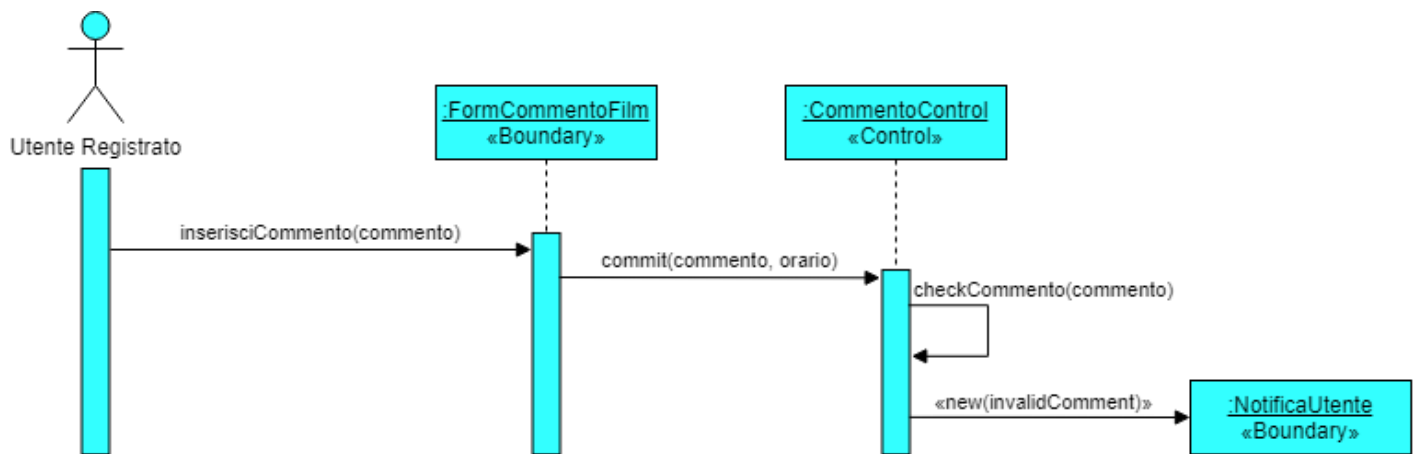 :FormCommentoFilm
«Boundary»
:CommentoControl
«Control»
Utente Registrato
inserisciCommento(commento)
commit(commento, orario)
checkCommento(commento)
«new(invalidComment)»
:NotificaUtente
«Boundary»